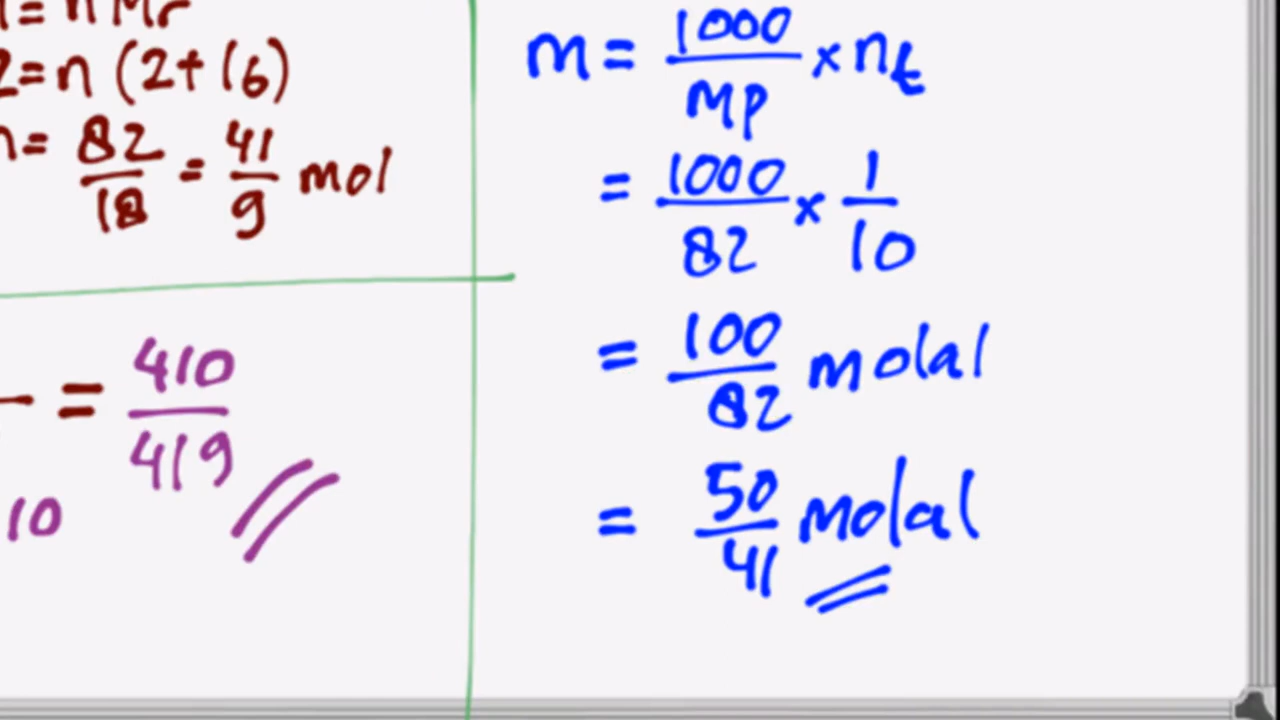 = n Mr
2 = n (2 + 16)
n = 82/18 = 41/9 mol
= 410/419
10
m = 1000/Mp × nt
= 1000/82 × 1/10
= 100/82 molal
= 50/41 molal